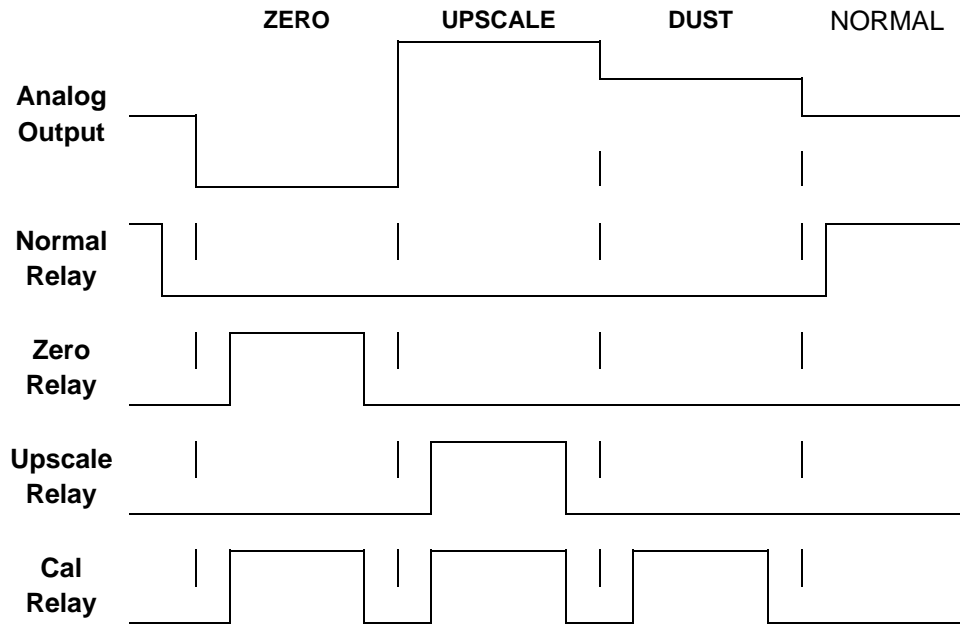 ZERO UPSCALE DUST NORMAL
Analog
Output
Normal
Relay
Zero
Relay
Upscale
Relay
Cal
Relay